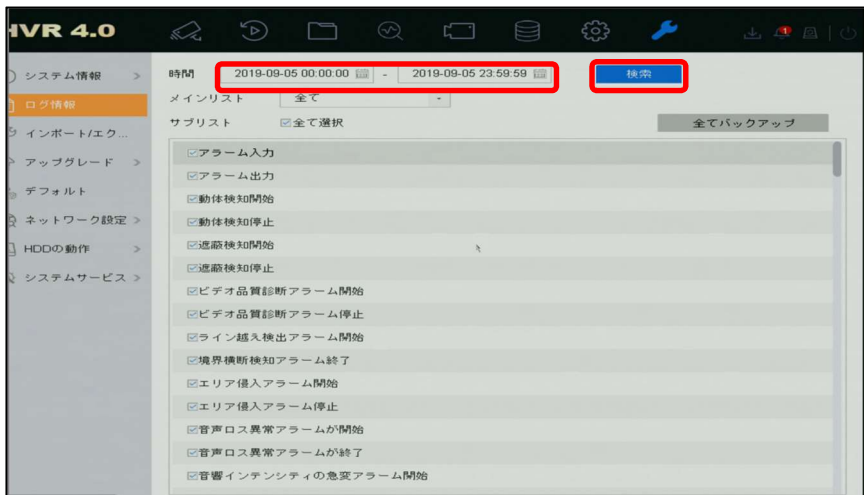 HVR 4.0
システム情報 >
ログ情報
インポート/エク...
アップグレード >
デフォルト
ネットワーク設定 >
HDDの動作 >
システムサービス >
時間 2019-09-05 00:00:00 - 2019-09-05 23:59:59 検索
メインリスト 全て
サブリスト 全て選択 全てバックアップ
アラーム入力
アラーム出力
動体検知開始
動体検知停止
遮蔽検知開始
遮蔽検知停止
ビデオ品質診断アラーム開始
ビデオ品質診断アラーム停止
ライン越え検出アラーム開始
境界横断検知アラーム終了
エリア侵入アラーム開始
エリア侵入アラーム停止
音声ロス異常アラームが開始
音声ロス異常アラームが終了
音響インテンシティの急変アラーム開始